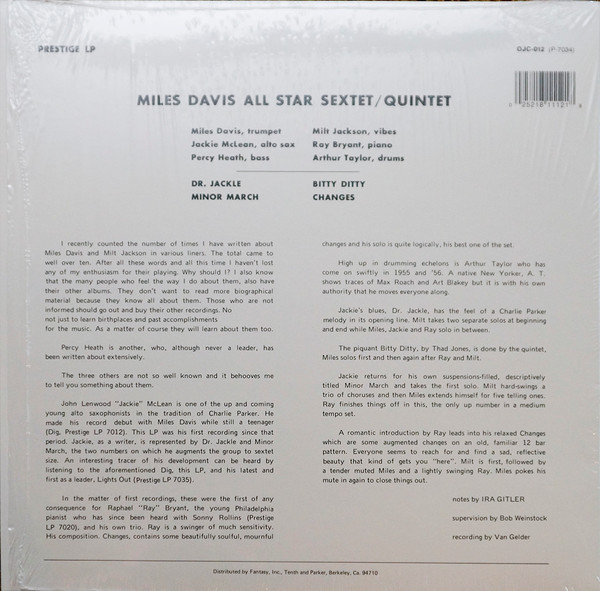 PRESTIGE LP
OJC-012 (P-7034)
0 25218 11121 4
MILES DAVIS ALL STAR SEXTET/QUINTET
Miles Davis, trumpet
Jackie McLean, alto sax
Percy Heath, bass
Milt Jackson, vibes
Ray Bryant, piano
Arthur Taylor, drums
DR. JACKLE
MINOR MARCH
BITTY DITTY
CHANGES
I recently counted the number of times I have written about
Miles Davis and Milt Jackson in various liners. The total came to
well over ten. After all these words and all this time I haven't lost
any of my enthusiasm for their playing. Why should I? I also know
that the many people who feel the way I do about them, also have
their other albums. They don't want to read more biographical
material because they know all about them. Those who are not
informed should go out and buy their other recordings. No
not just to learn birthplaces and past accomplishments
for the music. As a matter of course they will learn about them too.
Percy Heath is another, who, although never a leader, has
been written about extensively.
The three others are not so well known and it behooves me
to tell you something about them.
John Lenwood "Jackie" McLean is one of the up and coming
young alto saxophonists in the tradition of Charlie Parker. He
made his record debut with Miles Davis while still a teenager
(Dig, Prestige LP 7012). This LP was his first recording since that
period. Jackie, as a writer, is represented by Dr. Jackle and Minor
March, the two numbers on which he augments the group to sextet
size. An interesting tracer of his development can be heard by
listening to the aforementioned Dig, this LP, and his latest and
first as a leader, Lights Out (Prestige LP 7035).
In the matter of first recordings, these were the first of any
consequence for Raphael "Ray" Bryant, the young Philadelphia
pianist who has since been heard with Sonny Rollins (Prestige
LP 7020), and his own trio. Ray is a swinger of much sensitivity.
His composition. Changes, contains some beautifully soulful, mournful
changes and his solo is quite logically, his best one of the set.
High up in drumming echelons is Arthur Taylor who has
come on swiftly in 1955 and '56. A native New Yorker, A. T.
shows traces of Max Roach and Art Blakey but it is with his own
authority that he moves everyone along.
Jackie's blues, Dr. Jackle, has the feel of a Charlie Parker
melody in its opening line. Milt takes two separate solos at beginning
and end while Miles, Jackie and Ray solo in between.
The piquant Bitty Ditty, by Thad Jones, is done by the quintet,
Miles solos first and then again after Ray and Milt.
Jackie returns for his own suspensions-filled, descriptively
titled Minor March and takes the first solo. Milt hard-swings a
trio of choruses and then Miles extends himself for five telling ones.
Ray finishes things off in this, the only up number in a medium
tempo set.
A romantic introduction by Ray leads into his relaxed Changes
which are some augmented changes on an old, familiar 12 bar
pattern. Everyone seems to reach for and find a sad, reflective
beauty that kind of gets you "here". Milt is first, followed by
a tender muted Miles and a lightly swinging Ray. Miles pokes his
mute in again to close things out.
notes by IRA GITLER
supervision by Bob Weinstock
recording by Van Gelder
Distributed by Fantasy, Inc., Tenth and Parker, Berkeley, Ca. 94710